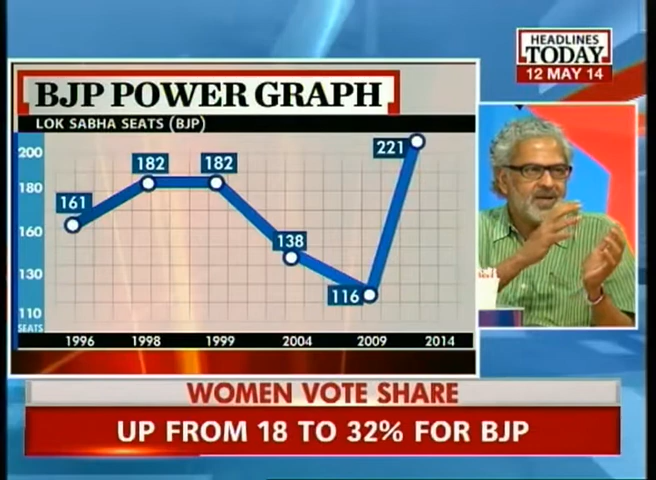 HEADLINES
TODAY
12 MAY 14
BJP POWER GRAPH
LOK SABHA SEATS (BJP)
200
180
160
130
110
SEATS
161
182
182
138
116
221
1996
1998
1999
2004
2009
2014
WOMEN VOTE SHARE
UP FROM 18 TO 32% FOR BJP